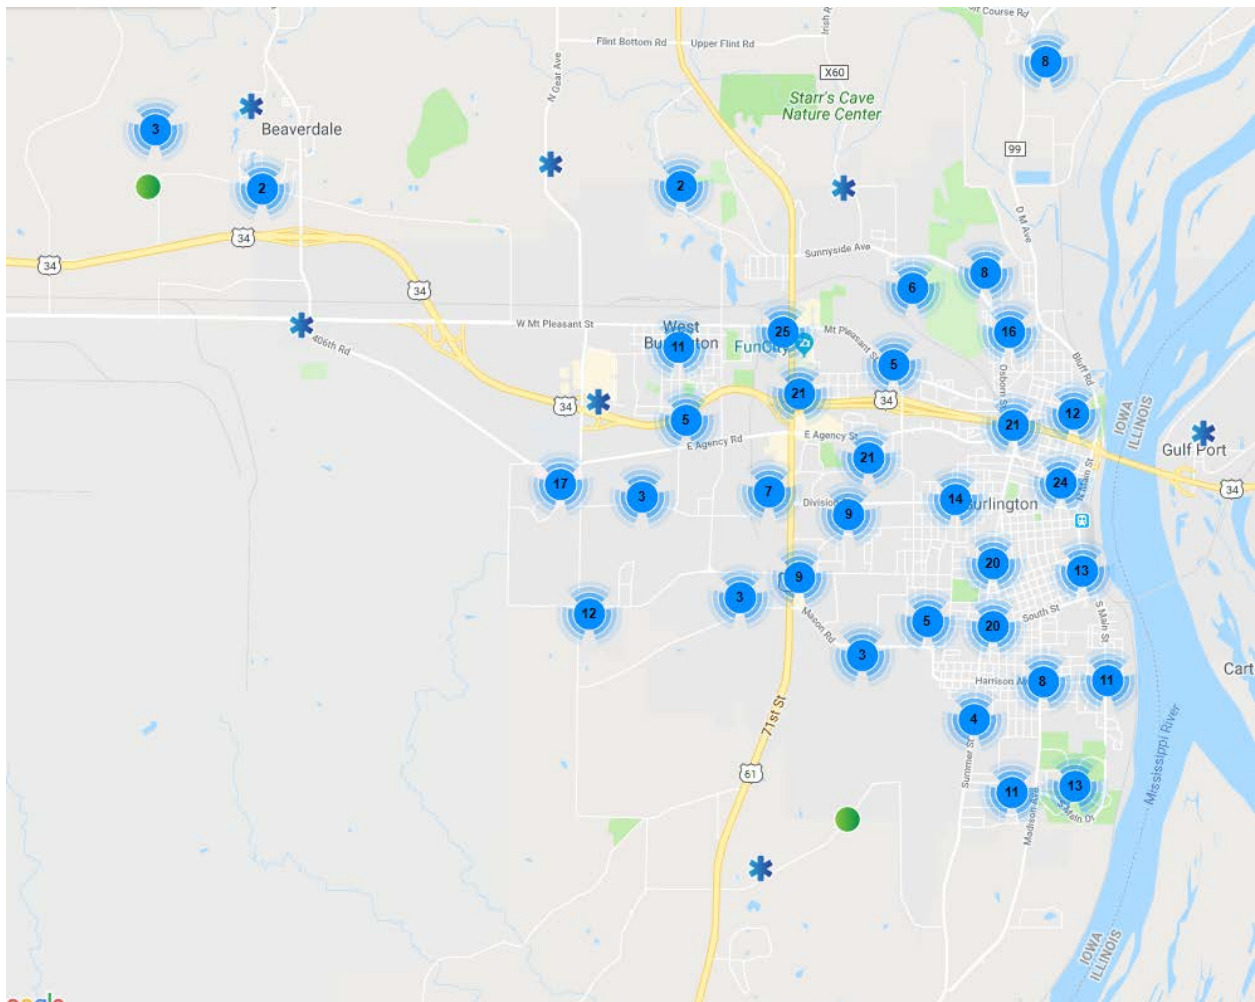 Flint Bottom Rd
Upper Flint Rd
X60
8
N Gear Ave
Starr's Cave
Nature Center
3
Beaverdale
99
2
2
D M Ave
34
34
Sunnyside Ave
8
34
6
W Mt Pleasant St
406th Rd
West
11
25
FunCity
Mt Pleasant St
16
5
Bluff Rd
Osborn St
21
34
34
5
21
12
IOWA
ILLINOIS
E Agency Rd
E Agency St
21
Gulf Port
N Main St
17
3
7
24
34
14
Burlington
9
20
13
9
3
12
Mason Rd
5
20
South St
S Main St
3
Harrison Ave
8
11
Cart
4
71st St
Summer St
Mississippi River
61
11
13
S Main Dr
Madison Ave
IOWA
ILLINOIS